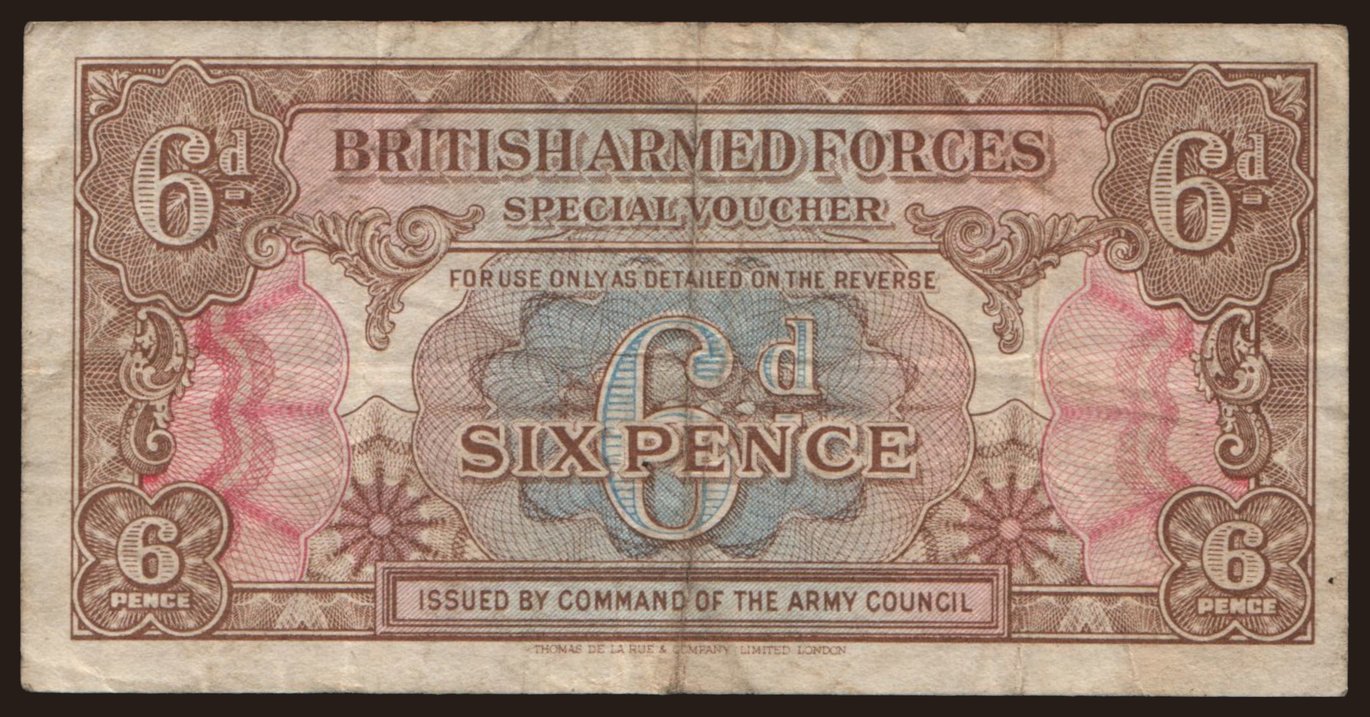 6d 6d
BRITISH ARMED FORCES
SPECIAL VOUCHER
FOR USE ONLY AS DETAILED ON THE REVERSE
6d
SIX PENCE
6 PENCE
6 PENCE
ISSUED BY COMMAND OF THE ARMY COUNCIL
THOMAS DE LA RUE & COMPANY LIMITED LONDON